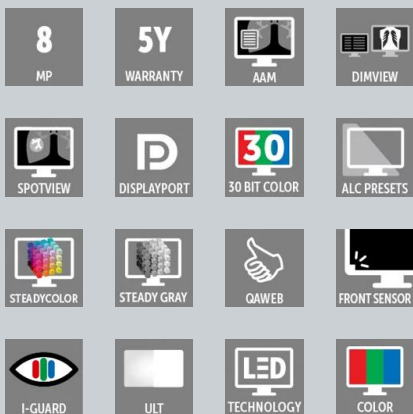 8
MP
5Y
WARRANTY
AAM
DIMVIEW
SPOTVIEW
DISPLAYPORT
30
30 BIT COLOR
ALC PRESETS
STEADYCOLOR
STEADY GRAY
QAWEB
FRONT SENSOR
I-GUARD
ULT
LED
TECHNOLOGY
COLOR